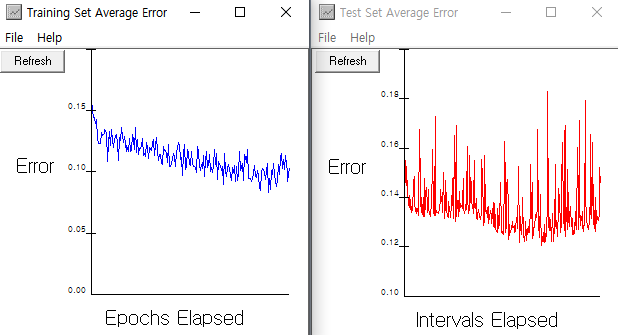 Training Set Average Error
File Help
Refresh
0.15
0.10
0.05
0.00
Error
Epochs Elapsed
Test Set Average Error
File Help
Refresh
0.18
0.16
0.14
0.12
0.10
Error
Intervals Elapsed